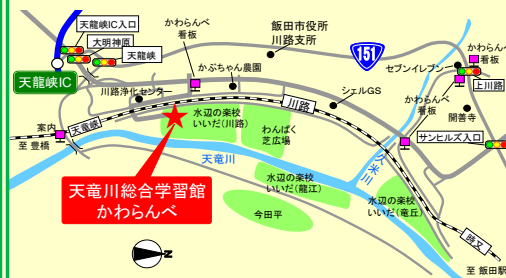 天龍峡IC入口
大明神原
天龍峡
天龍峡IC
かわらんべ
看板
飯田市役所
川路支所
151
かわらんべ
看板
セブンイレブン
上川路
かぶちゃん農園
川路浄化センター
シェルGS
かわらんべ
看板
開善寺
川路
水辺の楽校
いいだ(川路)
わんぱく
芝広場
サンヒルズ入口
案内
天竜峡
至 豊橋
天竜川
久米川
天竜川総合学習館
かわらんべ
水辺の楽校
いいだ(龍江)
水辺の楽校
いいだ(竜丘)
今田平
時又
N
至 飯田駅